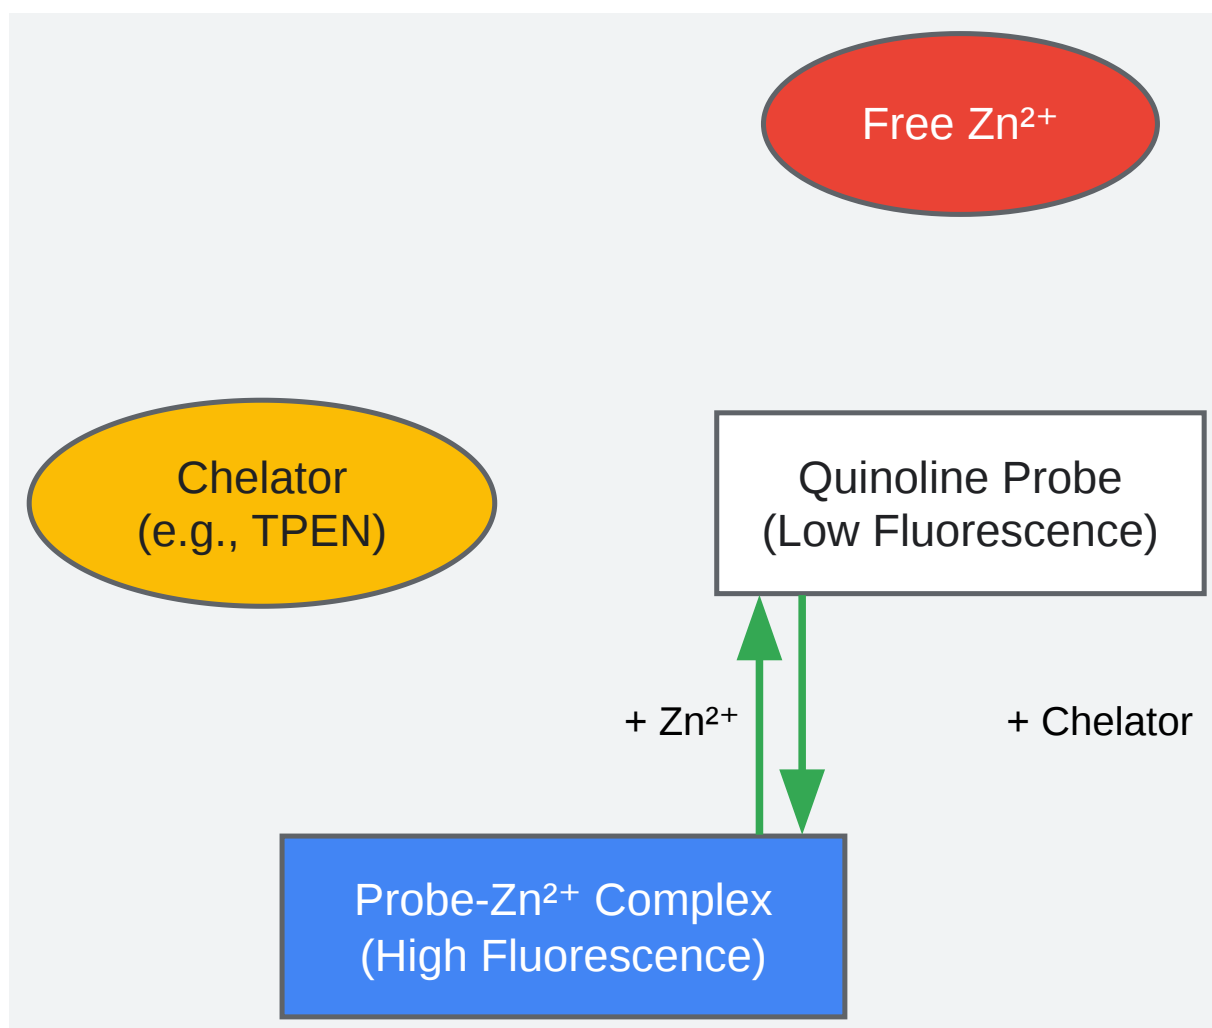 Free Zn²⁺
Chelator
(e.g., TPEN)
Quinoline Probe
(Low Fluorescence)
+ Zn²⁺
+ Chelator
Probe-Zn²⁺ Complex
(High Fluorescence)